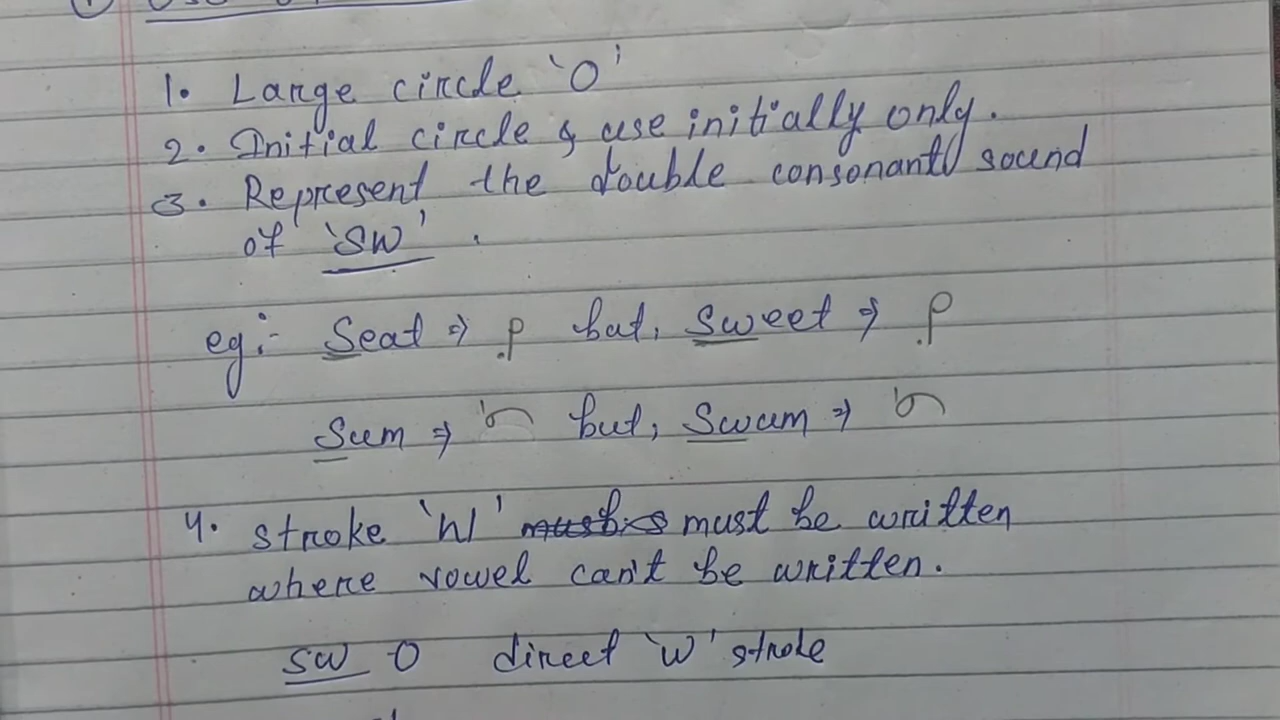 1. Large circle 'O'
2. Initial circle & use initially only.
3. Represent the double consonant sound
of 'SW'.
eg:- Seat ⇒ but, Sweet ⇒
Sum ⇒ but, Swum ⇒
4. stroke 'W' must be written
where vowel can't be written.
SW O direct 'W' stroke